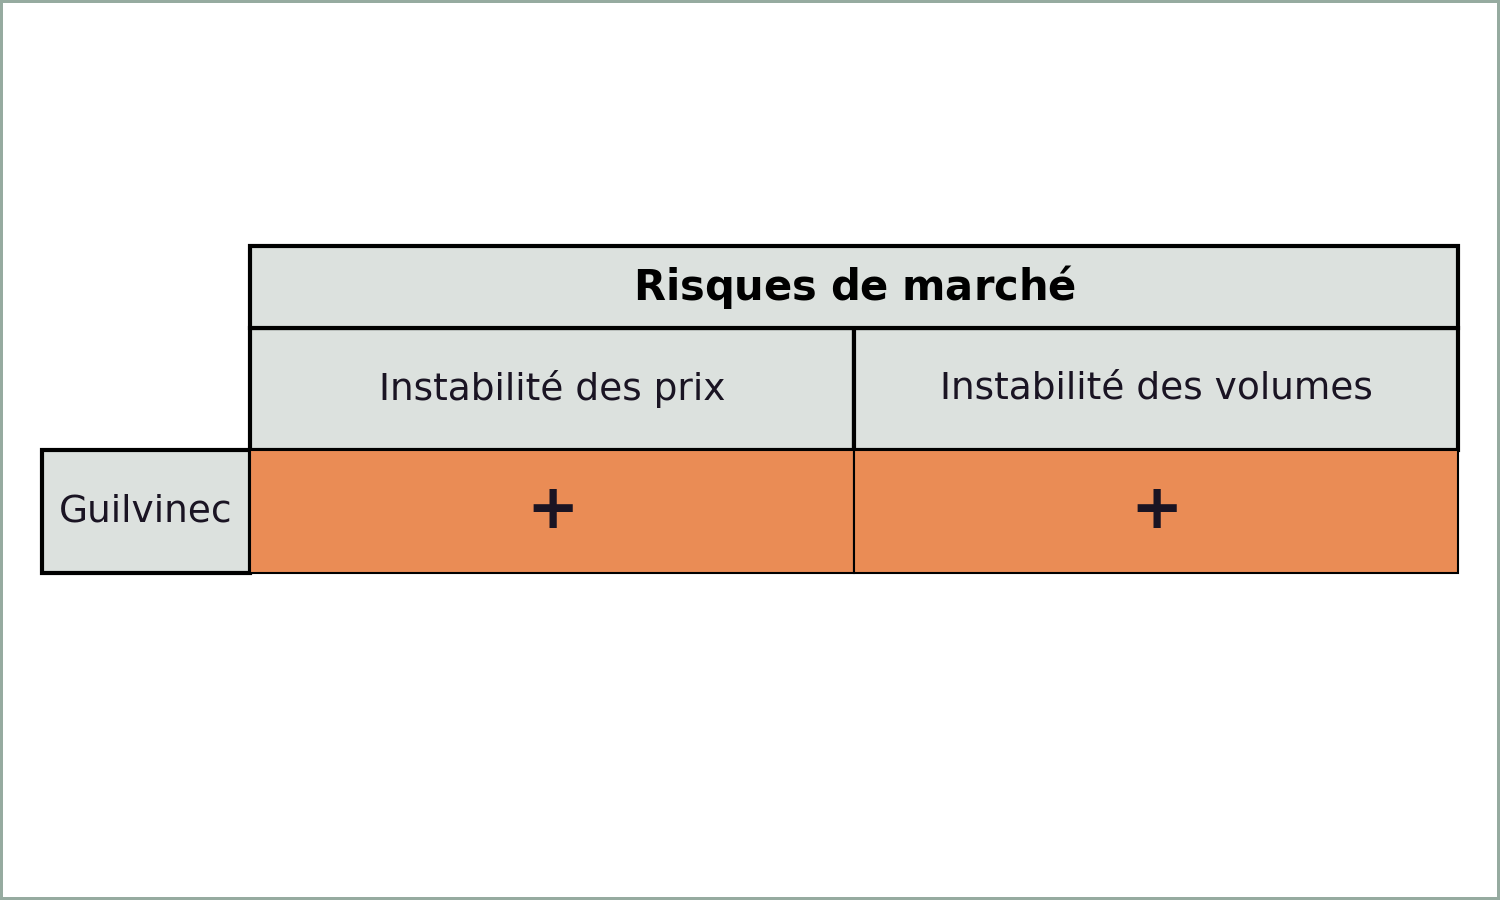 Risques de marché
Instabilité des prix
Instabilité des volumes
Guilvinec
+
+